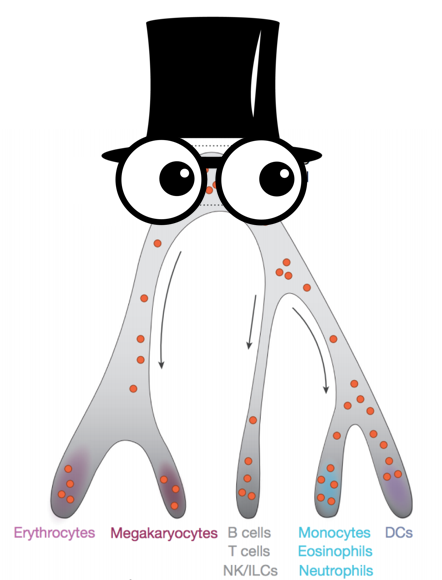 Erythrocytes Megakaryocytes B cells Monocytes DCs
T cells Eosinophils
NK/ILCs Neutrophils